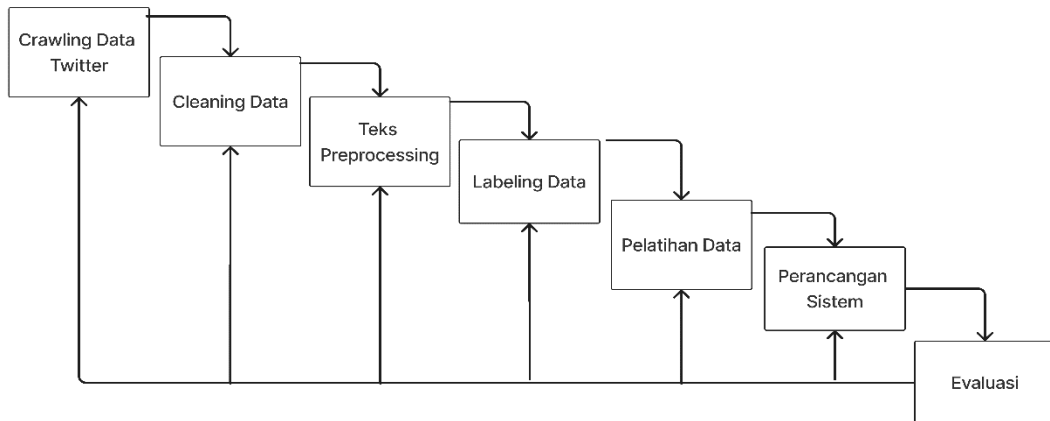 Crawling Data
Twitter
Cleaning Data
Teks
Preprocessing
Labeling Data
Pelatihan Data
Perancangan
Sistem
Evaluasi